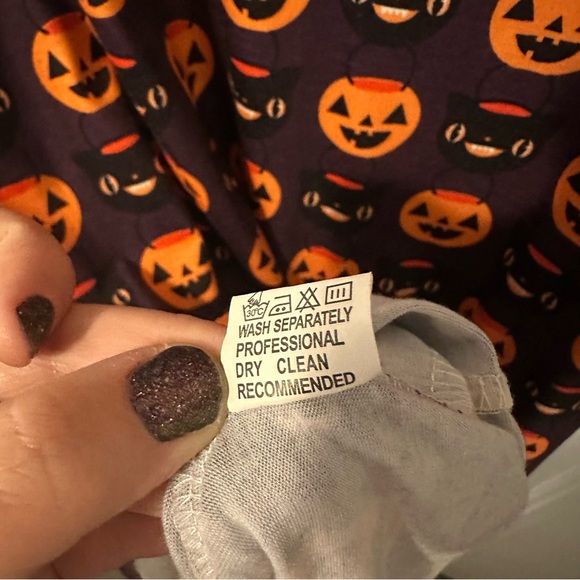 30°C
WASH SEPARATELY
PROFESSIONAL
DRY CLEAN
RECOMMENDED